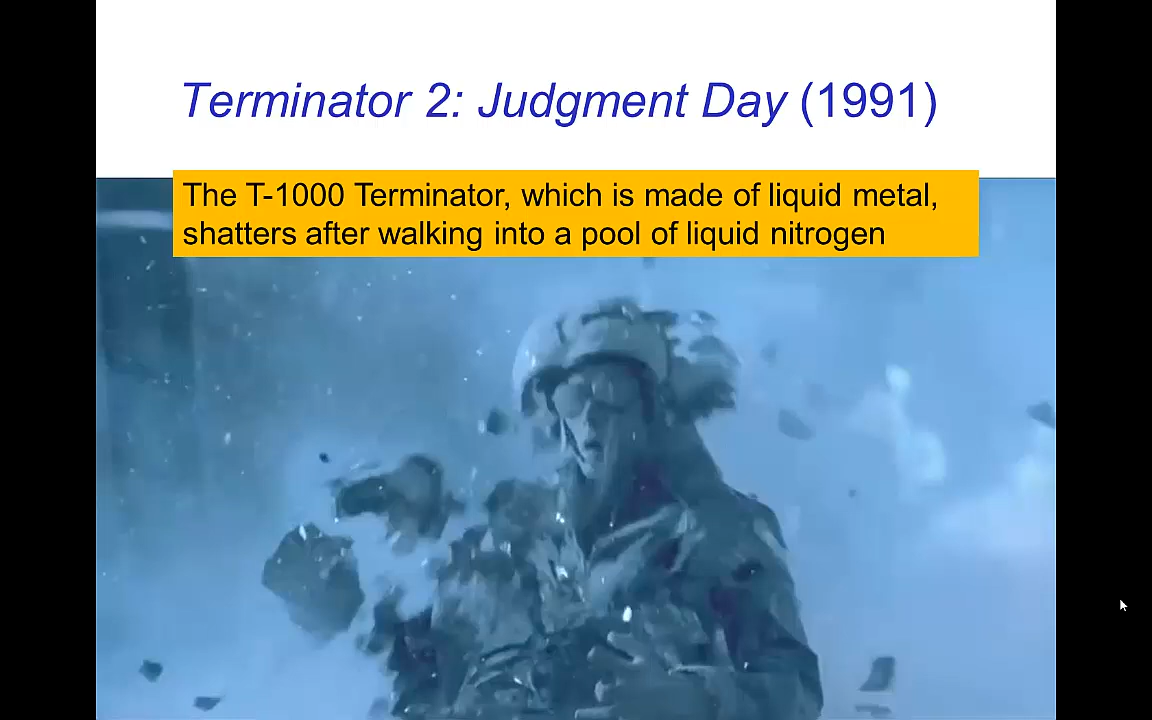 Terminator 2: Judgment Day (1991)
The T-1000 Terminator, which is made of liquid metal,
shatters after walking into a pool of liquid nitrogen